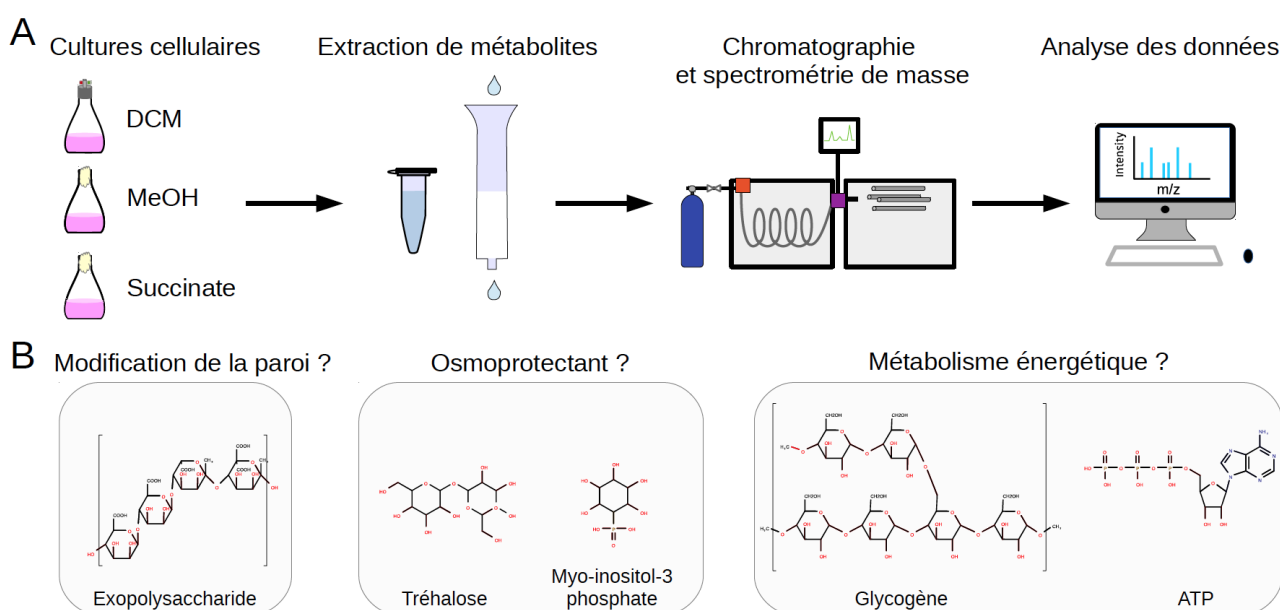 A
Cultures cellulaires
Extraction de métabolites
Chromatographie
et spectrométrie de masse
Analyse des données
DCM
MeOH
Succinate
Intensity
m/z
B
Modification de la paroi ?
Osmoprotectant ?
Métabolisme énergétique ?
Exopolysaccharide
Tréhalose
Myo-inositol-3
phosphate
Glycogène
ATP